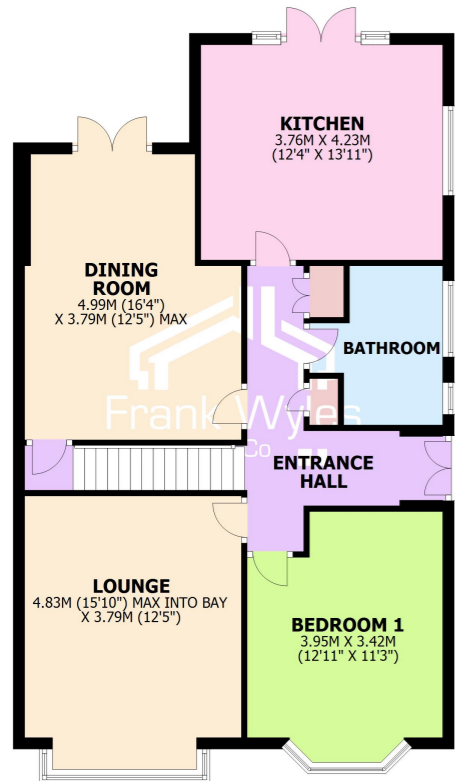 KITCHEN
3.76M X 4.23M
(12'4" X 13'11")
DINING
ROOM
4.99M (16'4")
X 3.79M (12'5") MAX
BATHROOM
Frank Wyles
Co
ENTRANCE
HALL
LOUNGE
4.83M (15'10") MAX INTO BAY
X 3.79M (12'5")
BEDROOM 1
3.95M X 3.42M
(12'11" X 11'3")